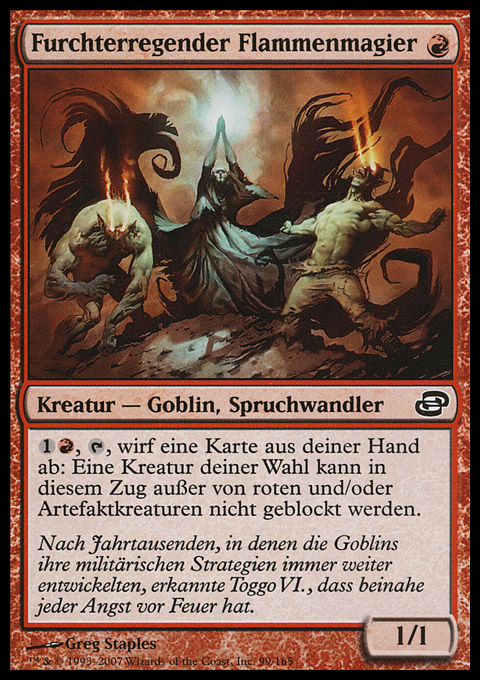 Furchterregender Flammenmagier
Kreatur — Goblin, Spruchwandler
1, , wirf eine Karte aus deiner Hand
ab: Eine Kreatur deiner Wahl kann in
diesem Zug außer von roten und/oder
Artefaktkreaturen nicht geblockt werden.
Nach Jahrtausenden, in denen die Goblins
ihre militärischen Strategien immer weiter
entwickelten, erkannte Toggo VI., dass beinahe
jeder Angst vor Feuer hat.
1/1
Greg Staples
™ & © 1993–2007 Wizards of the Coast, Inc. 99/165